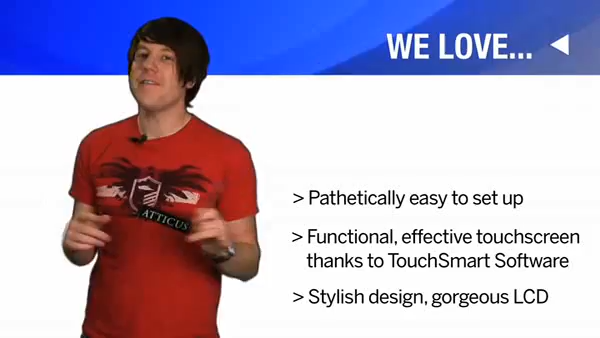 WE LOVE...
> Pathetically easy to set up
> Functional, effective touchscreen
thanks to TouchSmart Software
> Stylish design, gorgeous LCD
ATTICUS